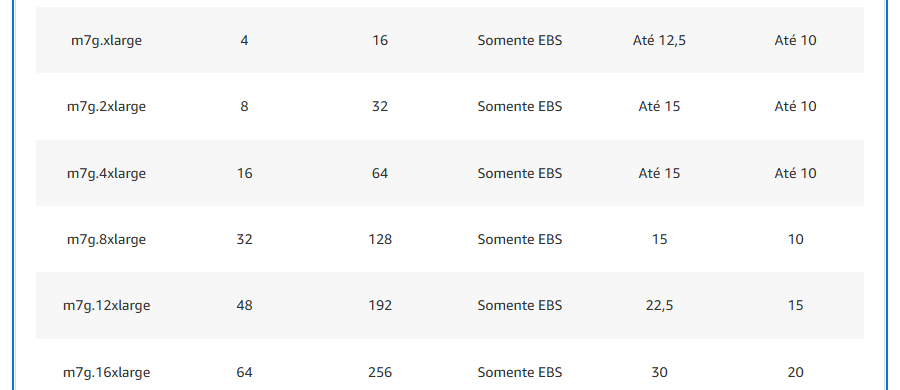 m7g.xlarge 4 16 Somente EBS Até 12,5 Até 10
m7g.2xlarge 8 32 Somente EBS Até 15 Até 10
m7g.4xlarge 16 64 Somente EBS Até 15 Até 10
m7g.8xlarge 32 128 Somente EBS 15 10
m7g.12xlarge 48 192 Somente EBS 22,5 15
m7g.16xlarge 64 256 Somente EBS 30 20